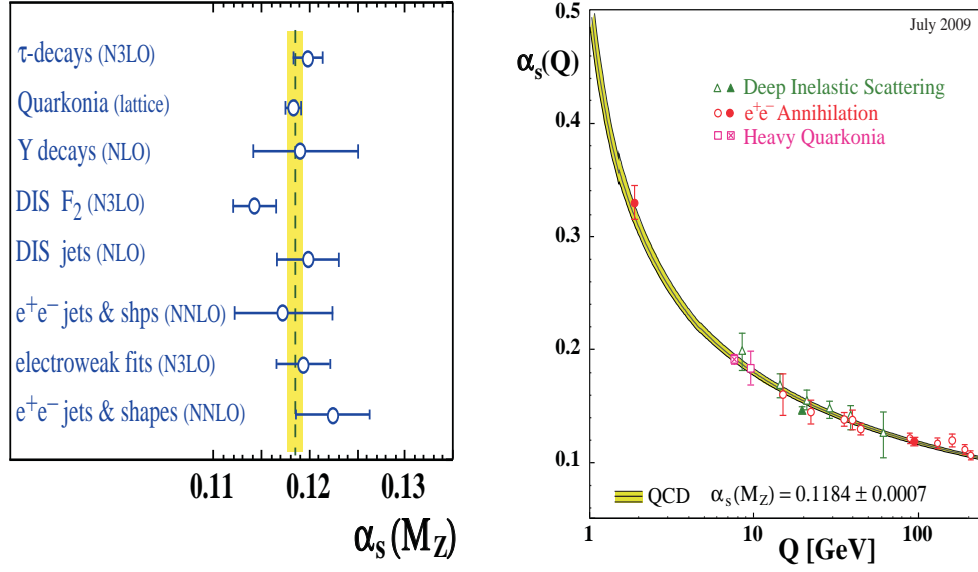 τ-decays (N3LO)
Quarkonia (lattice)
Υ decays (NLO)
DIS F₂ (N3LO)
DIS jets (NLO)
e⁺e⁻ jets & shps (NNLO)
electroweak fits (N3LO)
e⁺e⁻ jets & shapes (NNLO)
0.11 0.12 0.13
αₛ(M_Z)
0.5
July 2009
αₛ(Q)
Deep Inelastic Scattering
e⁺e⁻ Annihilation
0.4
Heavy Quarkonia
0.3
0.2
0.1
QCD αₛ(M_Z) = 0.1184 ± 0.0007
1 10 100
Q [GeV]